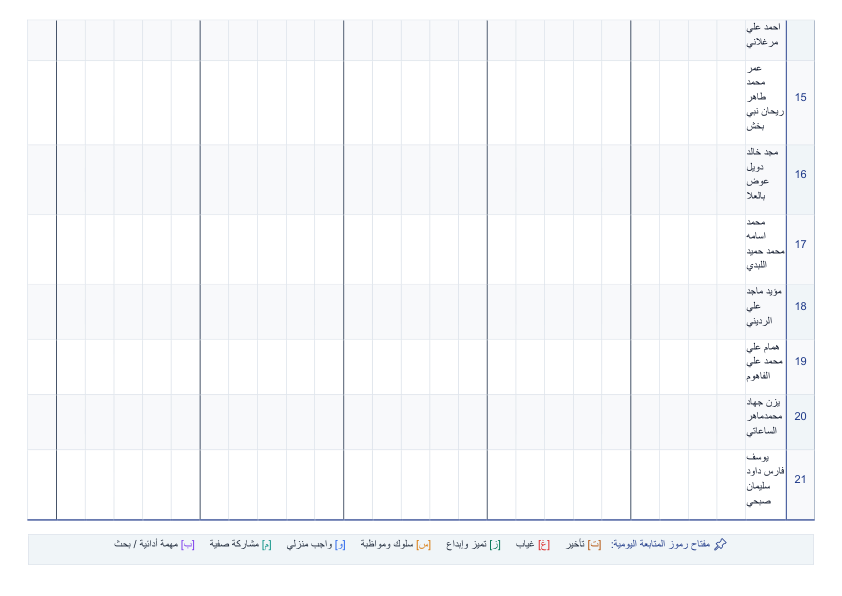 احمد علي
مرغلاني
15
عمر
محمد
طاهر
ريحان نبي
بخش
16
مجد خالد
دويل
عوض
بالعلا
17
محمد
اسامه
محمد حميد
اللبدي
18
مؤيد ماجد
علي
الرديني
19
همام علي
محمد علي
الفاهوم
20
يزن جهاد
محمدماهر
الساعاتي
21
يوسف
فارس داود
سليمان
صبحي
📌 مفتاح رموز المتابعة اليومية: [ت] تأخير [غ] غياب [ز] تميز وإبداع [س] سلوك ومواظبة [و] واجب منزلي [م] مشاركة صفية [ب] مهمة أدائية / بحث